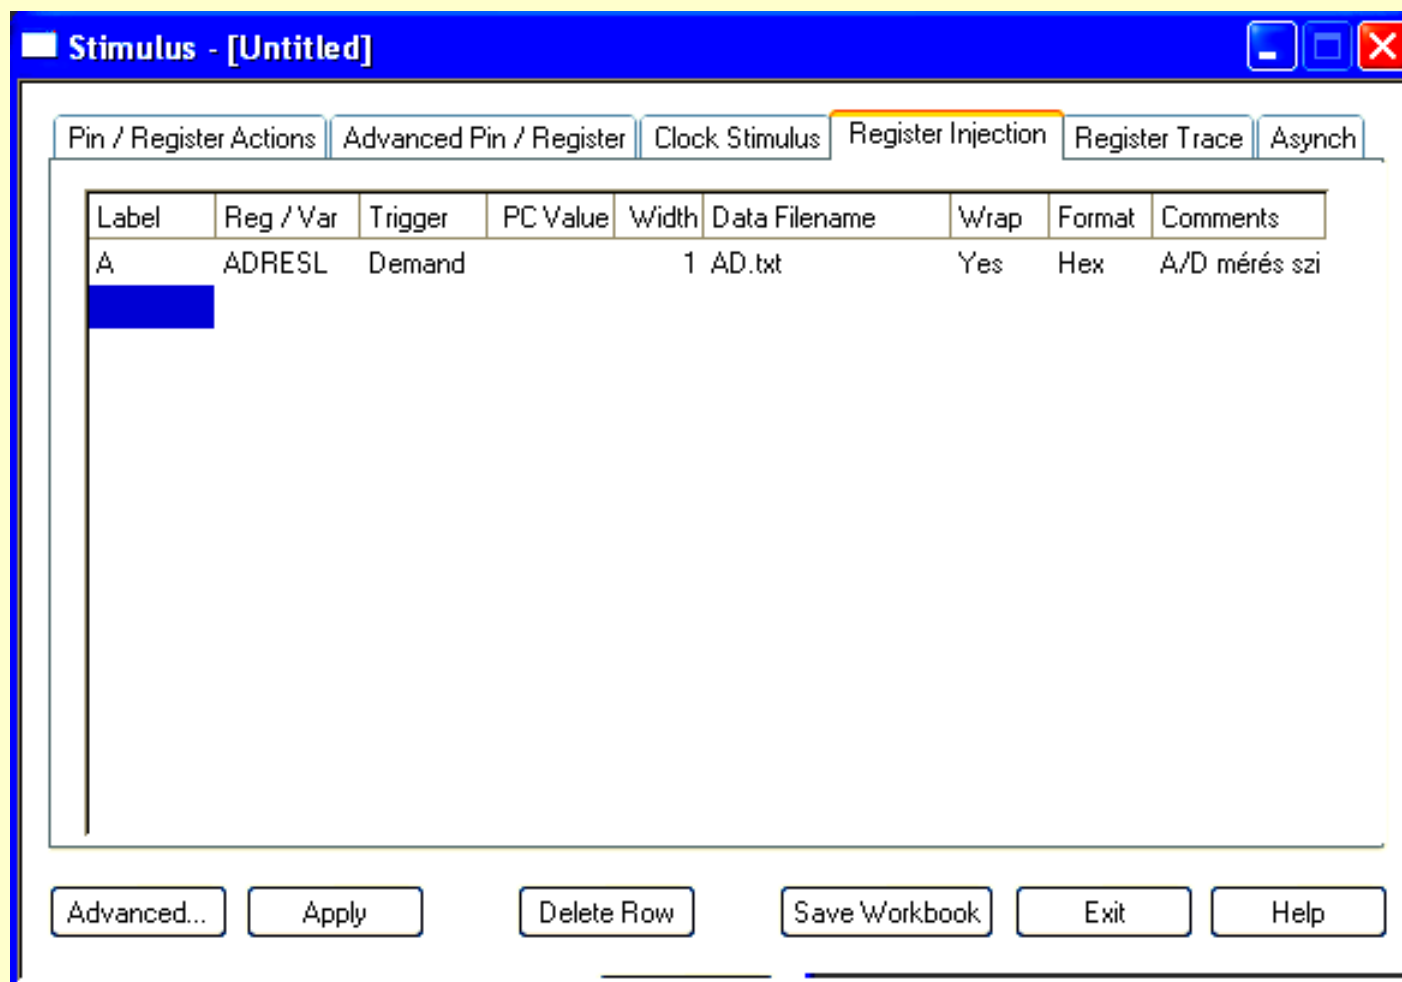 Stimulus - [Untitled]
Pin / Register Actions Advanced Pin / Register Clock Stimulus Register Injection Register Trace Asynch
Label Reg / Var Trigger PC Value Width Data Filename Wrap Format Comments
A ADRESL Demand 1 AD.txt Yes Hex A/D mérés szi
Advanced... Apply Delete Row Save Workbook Exit Help